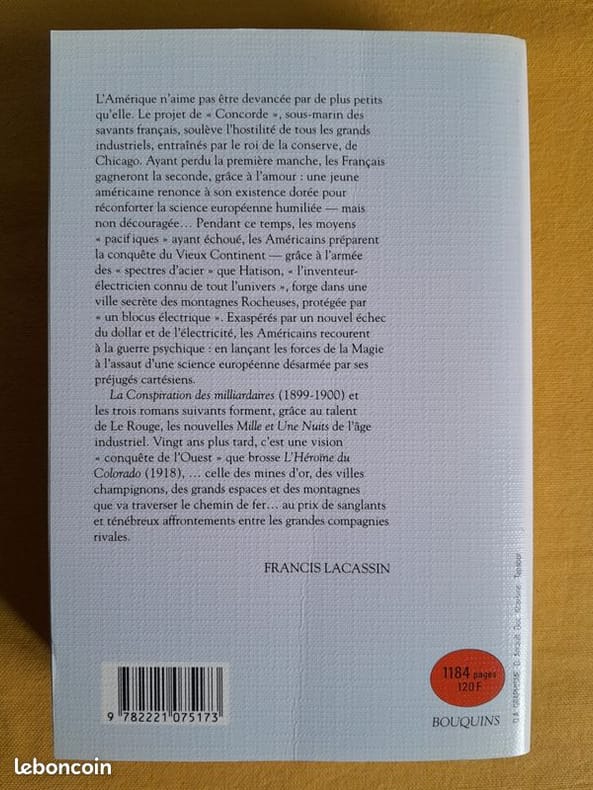 L'Amérique n'aime pas être devancée par de plus petits
qu'elle. Le projet de « Concorde », sous-marin des
savants français, soulève l'hostilité de tous les grands
industriels, entraînés par le roi de la conserve, de
Chicago. Ayant perdu la première manche, les Français
gagneront la seconde, grâce à l'amour : une jeune
américaine renonce à son existence dorée pour
réconforter la science européenne humiliée — mais
non découragée... Pendant ce temps, les moyens
« pacifiques » ayant échoué, les Américains préparent
la conquête du Vieux Continent — grâce à l'armée
des « spectres d'acier » que Hatison, « l'inventeur-
électricien connu de tout l'univers », forge dans une
ville secrète des montagnes Rocheuses, protégée par
« un blocus électrique ». Exaspérés par un nouvel échec
du dollar et de l'électricité, les Américains recourent
à la guerre psychique : en lançant les forces de la Magie
à l'assaut d'une science européenne désarmée par ses
préjugés cartésiens.
La Conspiration des milliardaires (1899-1900) et
les trois romans suivants forment, grâce au talent
de Le Rouge, les nouvelles Mille et Une Nuits de l'âge
industriel. Vingt ans plus tard, c'est une vision
« conquête de l'Ouest » que brosse L'Héroïne du
Colorado (1918), ... celle des mines d'or, des villes
champignons, des grands espaces et des montagnes
que va traverser le chemin de fer... au prix de sanglants
et ténébreux affrontements entre les grandes compagnies
rivales.
FRANCIS LACASSIN
9 782221 075173
1184 pages
120 F
BOUQUINS
leboncoin